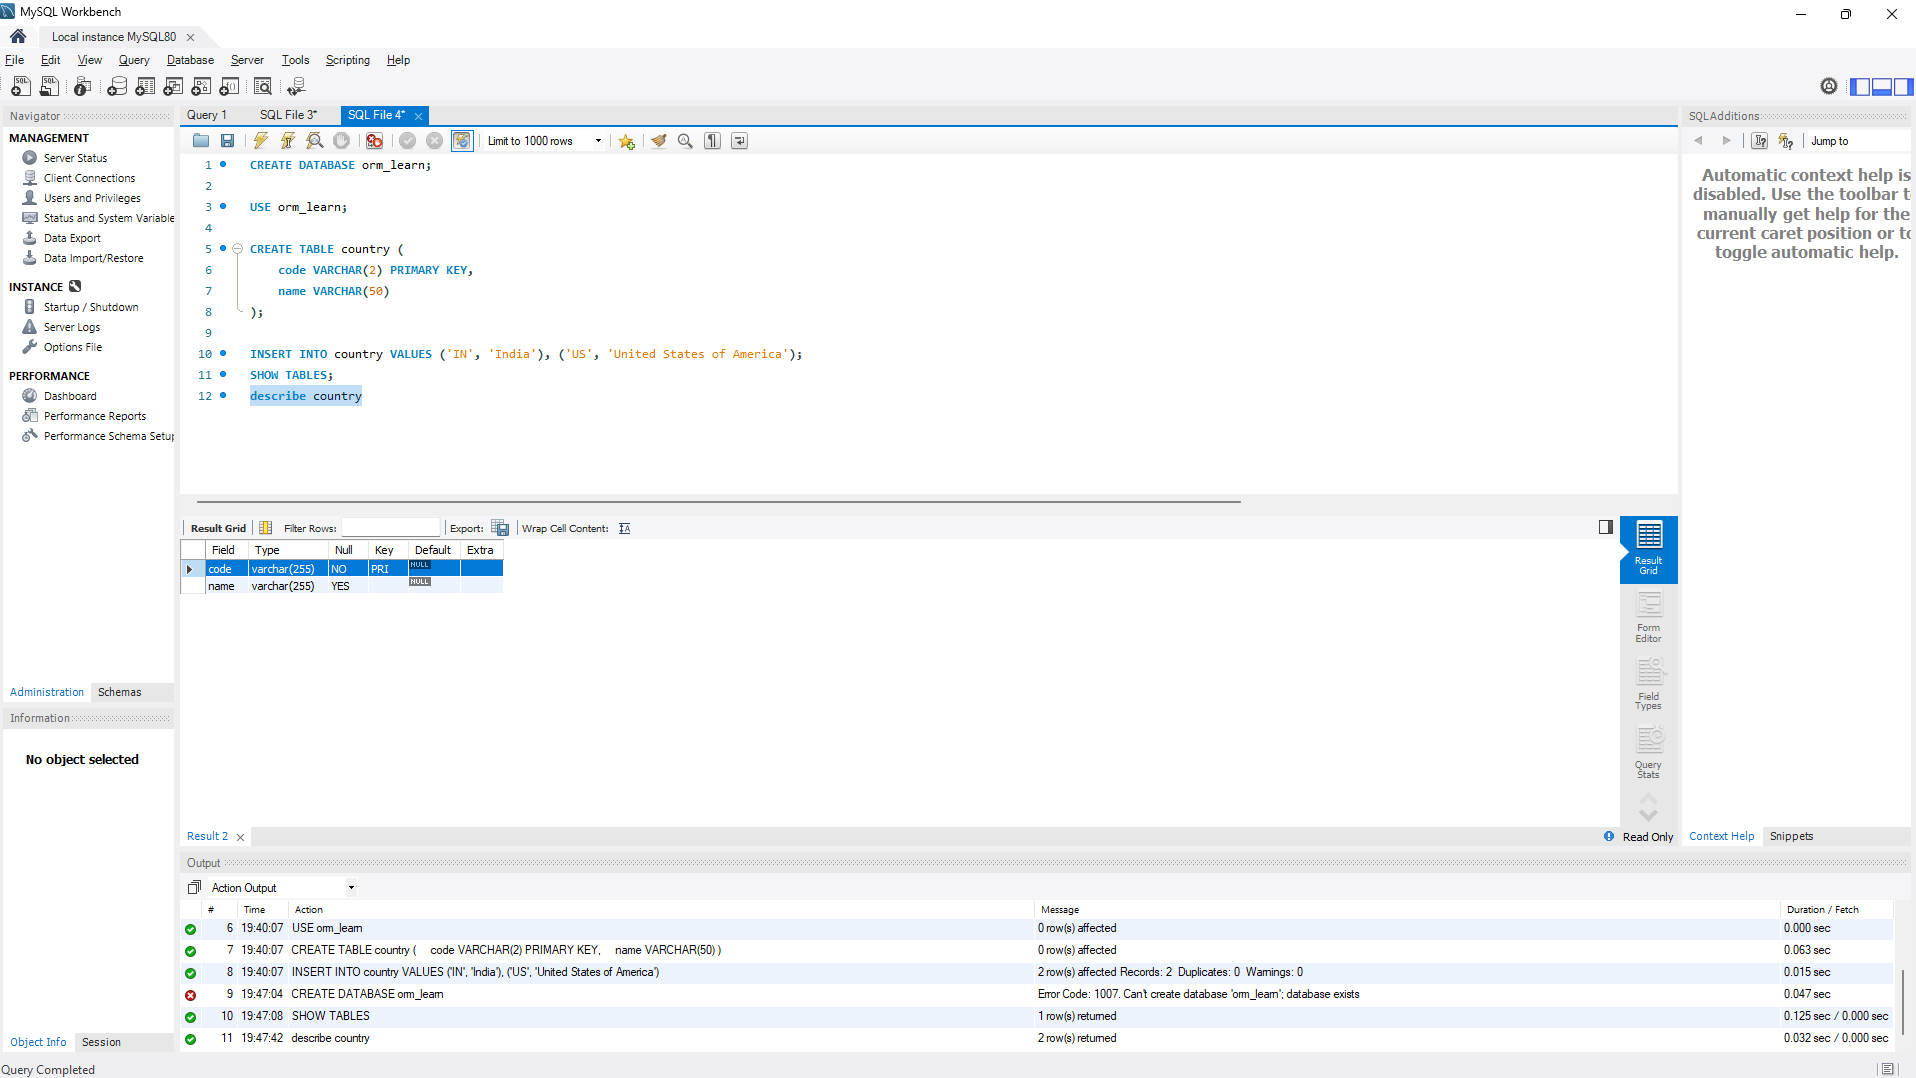 MySQL Workbench
Local instance MySQL80
File Edit View Query Database Server Tools Scripting Help
Navigator
MANAGEMENT
Server Status
Client Connections
Users and Privileges
Status and System Variable
Data Export
Data Import/Restore
INSTANCE
Startup / Shutdown
Server Logs
Options File
PERFORMANCE
Dashboard
Performance Reports
Performance Schema Setup
Administration Schemas
Information
No object selected
Object Info Session
Query 1 SQL File 3* SQL File 4*
Limit to 1000 rows
1 CREATE DATABASE orm_learn;
2
3 USE orm_learn;
4
5 CREATE TABLE country (
6 code VARCHAR(2) PRIMARY KEY,
7 name VARCHAR(50)
8 );
9
10 INSERT INTO country VALUES ('IN', 'India'), ('US', 'United States of America');
11 SHOW TABLES;
12 describe country
Result Grid Filter Rows: Export: Wrap Cell Content:
Field Type Null Key Default Extra
code varchar(255) NO PRI NULL
name varchar(255) YES NULL
Result Grid
Form Editor
Field Types
Query Stats
Result 2
Read Only
SQLAdditions
Jump to
Automatic context help is
disabled. Use the toolbar to
manually get help for the
current caret position or to
toggle automatic help.
Context Help Snippets
Output
Action Output
# Time Action Message Duration / Fetch
6 19:40:07 USE orm_learn 0 row(s) affected 0.000 sec
7 19:40:07 CREATE TABLE country ( code VARCHAR(2) PRIMARY KEY, name VARCHAR(50) ) 0 row(s) affected 0.063 sec
8 19:40:07 INSERT INTO country VALUES ('IN', 'India'), ('US', 'United States of America') 2 row(s) affected Records: 2 Duplicates: 0 Warnings: 0 0.015 sec
9 19:47:04 CREATE DATABASE orm_learn Error Code: 1007. Can't create database 'orm_learn'; database exists 0.047 sec
10 19:47:08 SHOW TABLES 1 row(s) returned 0.125 sec / 0.000 sec
11 19:47:42 describe country 2 row(s) returned 0.032 sec / 0.000 sec
Query Completed